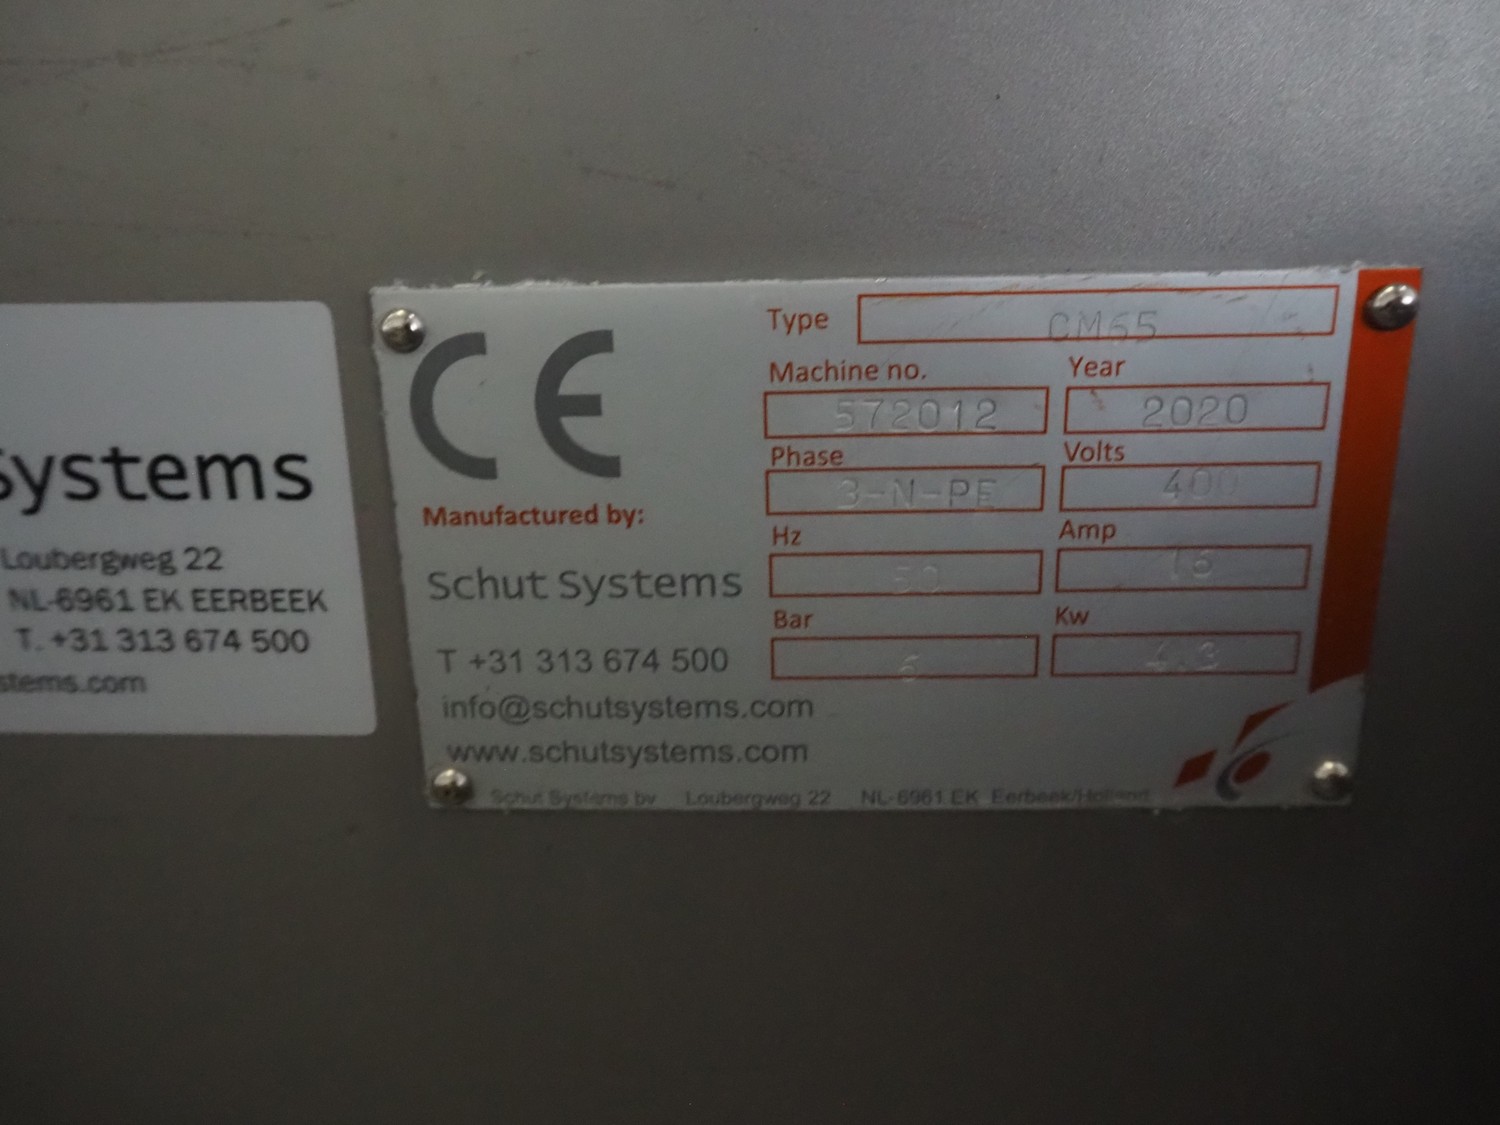 Systems
Loubergweg 22
NL-6961 EK EERBEEK
T. +31 313 674 500
stems.com
CE
Manufactured by:
Schut Systems
T +31 313 674 500
info@schutsystems.com
www.schutsystems.com
Type CM65
Machine no. Year
572012 2020
Phase Volts
3-N-PE 400
Hz Amp
50 16
Bar Kw
6 4.3
Schut Systems bv Loubergweg 22 NL-6961 EK Eerbeek/Holland